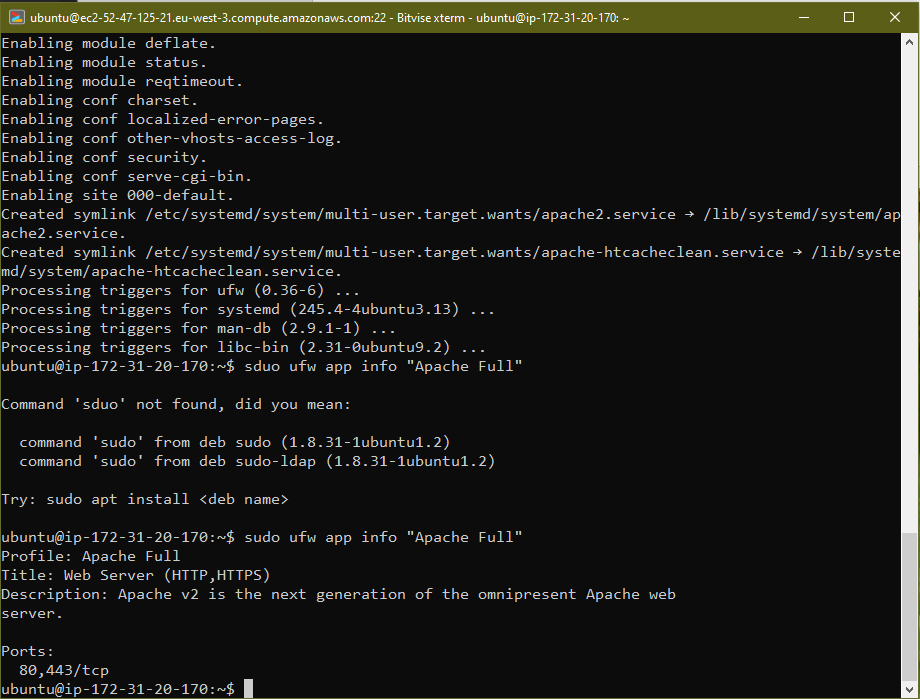 ubuntu@ec2-52-47-125-21.eu-west-3.compute.amazonaws.com:22 - Bitvise xterm - ubuntu@ip-172-31-20-170: ~
Enabling module deflate.
Enabling module status.
Enabling module reqtimeout.
Enabling conf charset.
Enabling conf localized-error-pages.
Enabling conf other-vhosts-access-log.
Enabling conf security.
Enabling conf serve-cgi-bin.
Enabling site 000-default.
Created symlink /etc/systemd/system/multi-user.target.wants/apache2.service → /lib/systemd/system/ap
ache2.service.
Created symlink /etc/systemd/system/multi-user.target.wants/apache-htcacheclean.service → /lib/syste
md/system/apache-htcacheclean.service.
Processing triggers for ufw (0.36-6) ...
Processing triggers for systemd (245.4-4ubuntu3.13) ...
Processing triggers for man-db (2.9.1-1) ...
Processing triggers for libc-bin (2.31-0ubuntu9.2) ...
ubuntu@ip-172-31-20-170:~$ sduo ufw app info "Apache Full"
Command 'sduo' not found, did you mean:
command 'sudo' from deb sudo (1.8.31-1ubuntu1.2)
command 'sudo' from deb sudo-ldap (1.8.31-1ubuntu1.2)
Try: sudo apt install <deb name>
ubuntu@ip-172-31-20-170:~$ sudo ufw app info "Apache Full"
Profile: Apache Full
Title: Web Server (HTTP,HTTPS)
Description: Apache v2 is the next generation of the omnipresent Apache web
server.
Ports:
80,443/tcp
ubuntu@ip-172-31-20-170:~$